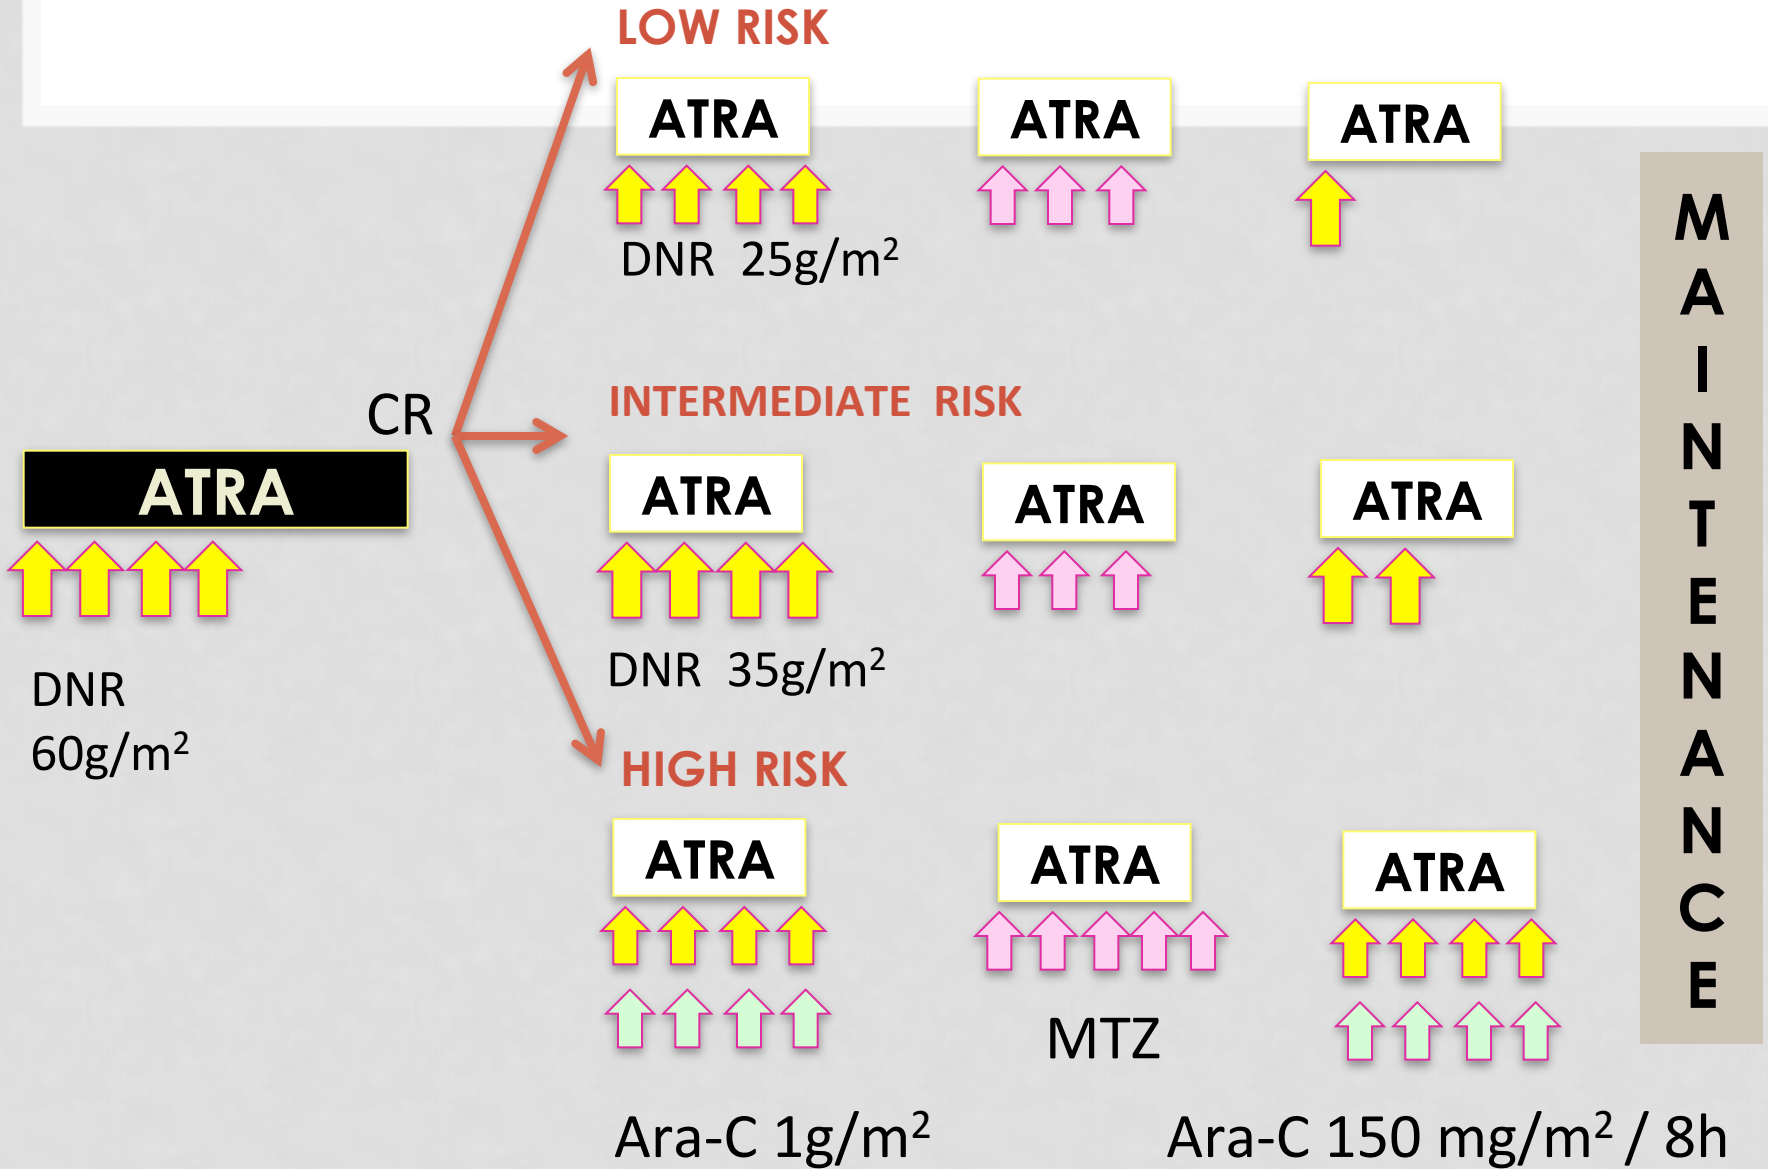 LOW RISK
ATRA ATRA ATRA
DNR 25g/m²
CR
INTERMEDIATE RISK
ATRA
ATRA ATRA ATRA
DNR
60g/m²
DNR 35g/m²
HIGH RISK
ATRA ATRA ATRA
MTZ
Ara-C 1g/m²
Ara-C 150 mg/m² / 8h
M
A
I
N
T
E
N
A
N
C
E